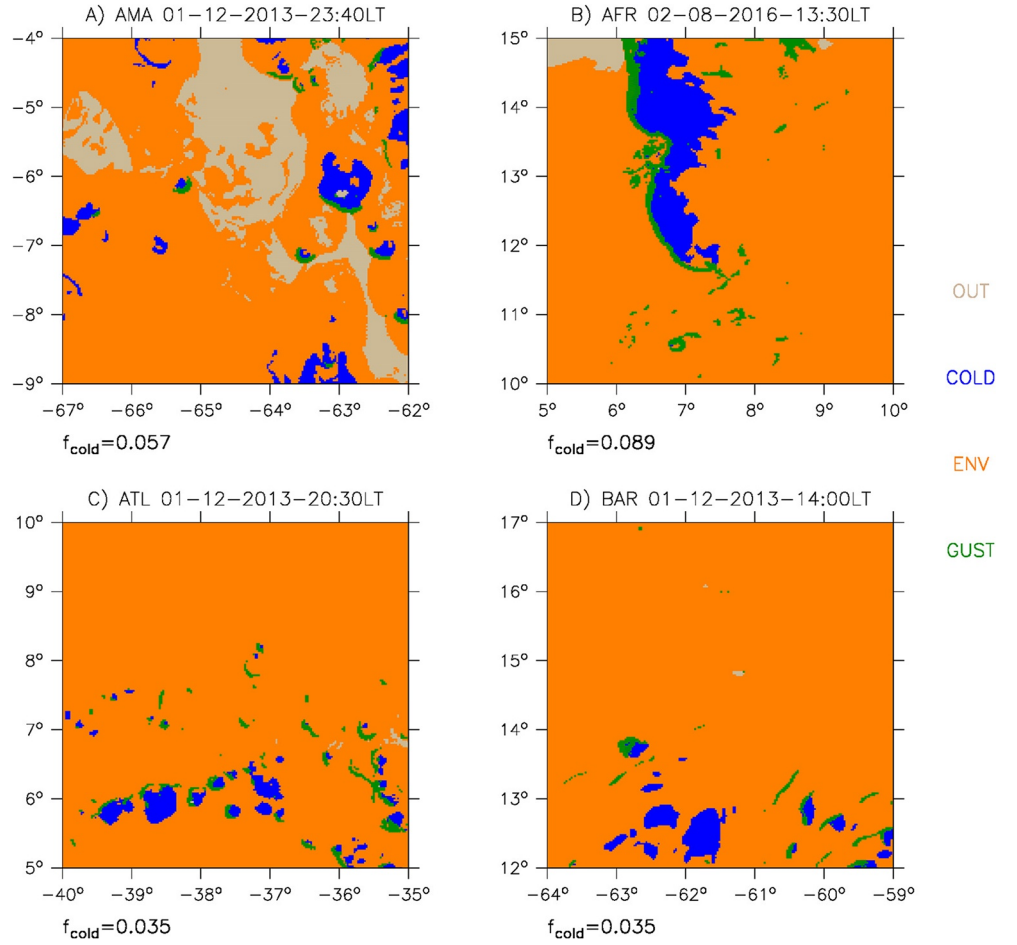 A) AMA 01-12-2013-23:40LT
-4°
-5°
-6°
-7°
-8°
-9°
-67° -66° -65° -64° -63° -62°
fcold=0.057
B) AFR 02-08-2016-13:30LT
15°
14°
13°
12°
11°
10°
5° 6° 7° 8° 9° 10°
fcold=0.089
OUT
COLD
ENV
GUST
C) ATL 01-12-2013-20:30LT
10°
9°
8°
7°
6°
5°
-40° -39° -38° -37° -36° -35°
fcold=0.035
D) BAR 01-12-2013-14:00LT
17°
16°
15°
14°
13°
12°
-64° -63° -62° -61° -60° -59°
fcold=0.035